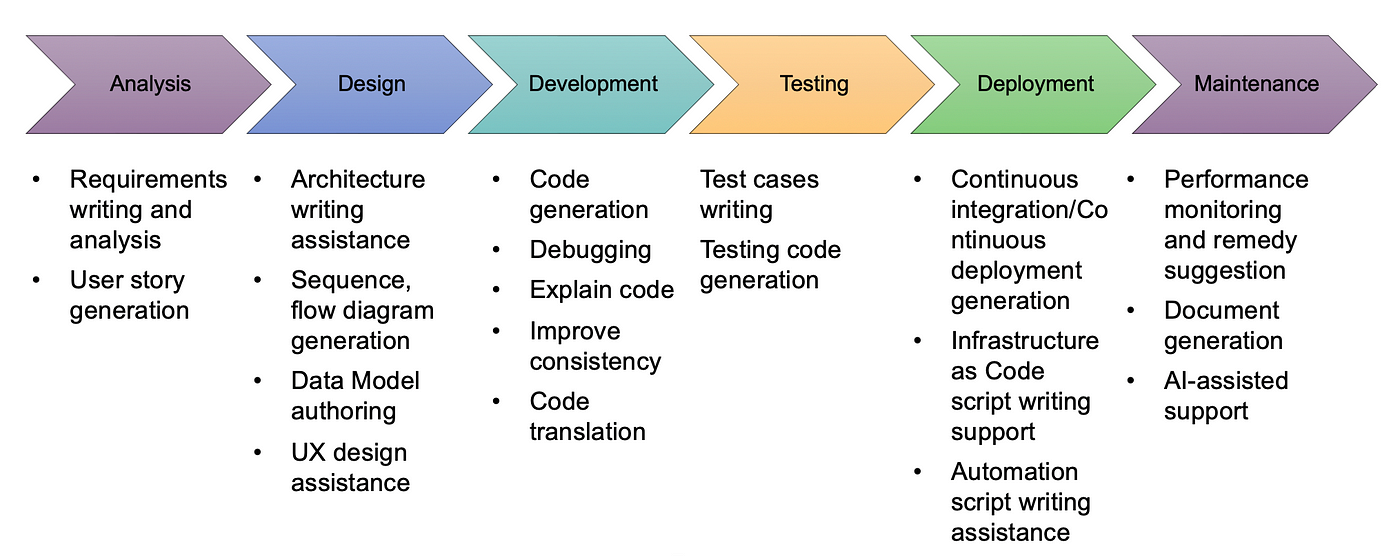 Analysis
Design
Development
Testing
Deployment
Maintenance
• Requirements
writing and
analysis
• User story
generation
• Architecture
writing
assistance
• Sequence,
flow diagram
generation
• Data Model
authoring
• UX design
assistance
• Code
generation
• Debugging
• Explain code
• Improve
consistency
• Code
translation
Test cases
writing
Testing code
generation
• Continuous
integration/Co
ntinuous
deployment
generation
• Infrastructure
as Code
script writing
support
• Automation
script writing
assistance
• Performance
monitoring
and remedy
suggestion
• Document
generation
• AI-assisted
support